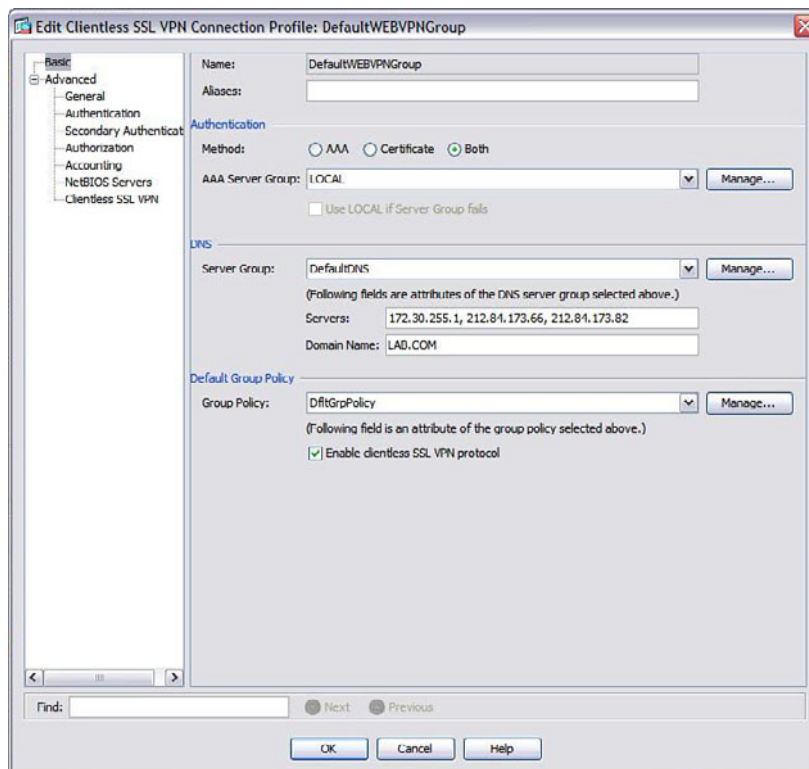 Edit Clientless SSL VPN Connection Profile: DefaultWEBVPNGroup
Basic
Advanced
General
Authentication
Secondary Authenticat
Authorization
Accounting
NetBIOS Servers
Clientless SSL VPN
Name: DefaultWEBVPNGroup
Aliases:
Authentication
Method: AAA Certificate Both
AAA Server Group: LOCAL Manage...
Use LOCAL if Server Group fails
DNS
Server Group: DefaultDNS Manage...
(Following fields are attributes of the DNS server group selected above.)
Servers: 172.30.255.1, 212.84.173.66, 212.84.173.82
Domain Name: LAB.COM
Default Group Policy
Group Policy: DfltGrpPolicy Manage...
(Following field is an attribute of the group policy selected above.)
Enable clientless SSL VPN protocol
Find: Next Previous
OK Cancel Help